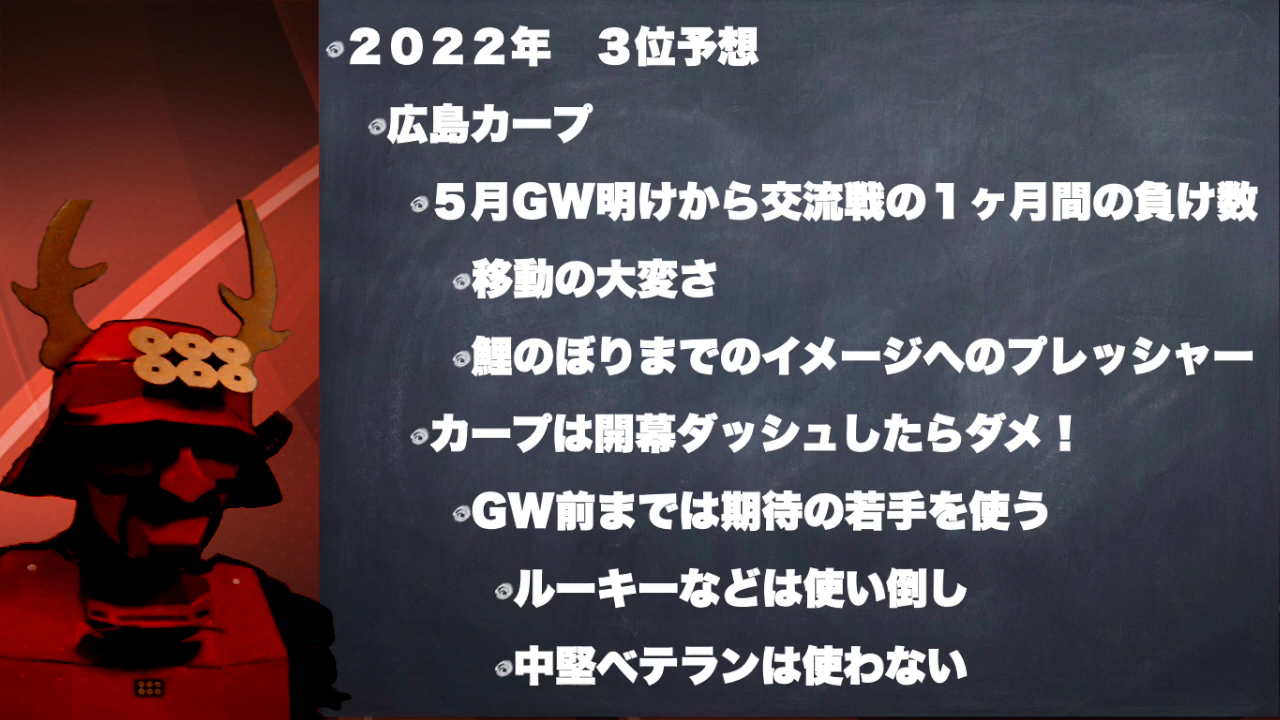 ２０２２年　３位予想
広島カープ
５月GW明けから交流戦の１ヶ月間の負け数
移動の大変さ
鯉のぼりまでのイメージへのプレッシャー
カープは開幕ダッシュしたらダメ！
GW前までは期待の若手を使う
ルーキーなどは使い倒し
中堅ベテランは使わない